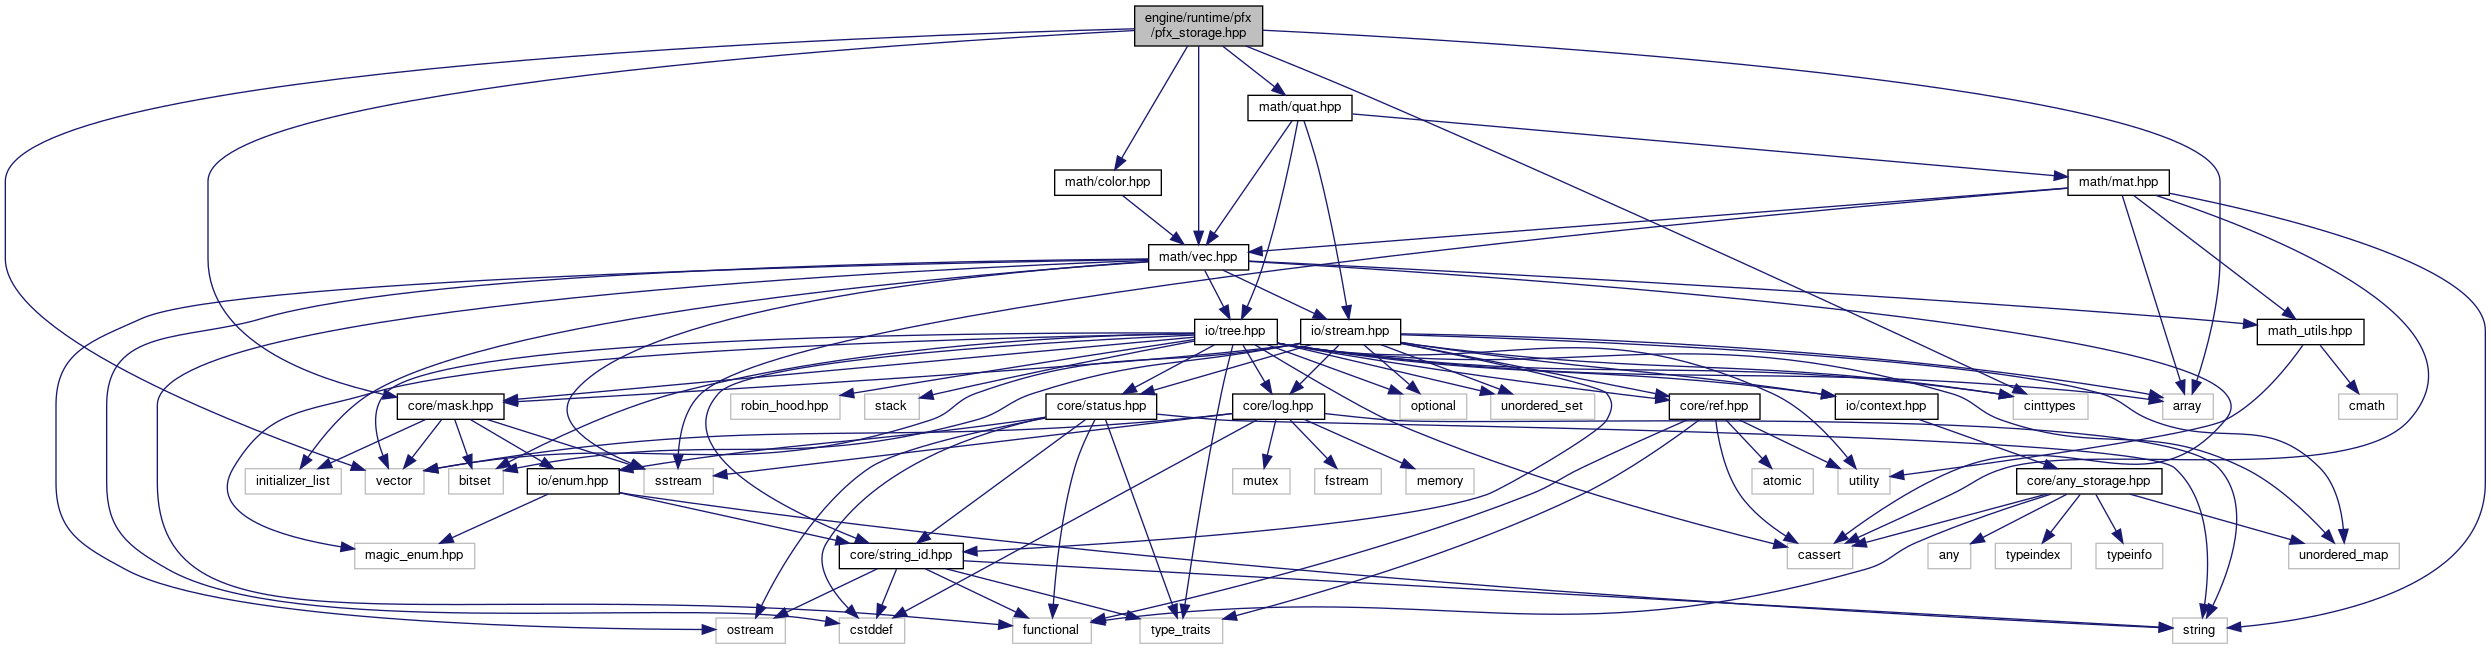 engine/runtime/pfx
/pfx_storage.hpp
math/quat.hpp
math/color.hpp
math/mat.hpp
math/vec.hpp
io/tree.hpp
io/stream.hpp
math_utils.hpp
core/mask.hpp
robin_hood.hpp
stack
core/status.hpp
core/log.hpp
optional
unordered_set
core/ref.hpp
io/context.hpp
cinttypes
array
cmath
initializer_list
vector
bitset
io/enum.hpp
sstream
mutex
fstream
memory
atomic
utility
core/any_storage.hpp
magic_enum.hpp
core/string_id.hpp
cassert
any
typeindex
typeinfo
unordered_map
ostream
cstddef
functional
type_traits
string